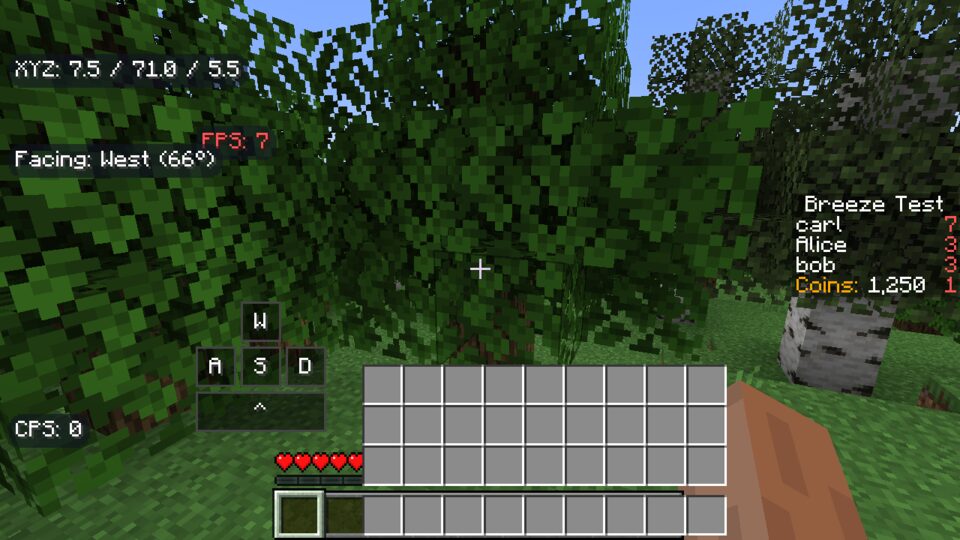 XYZ: 7.5 / 71.0 / 5.5
FPS: 7
Facing: West (66º)
Breeze Test
carl 7
Alice 3
bob 3
Coins: 1,250 1
W
A S D
^
CPS: 0